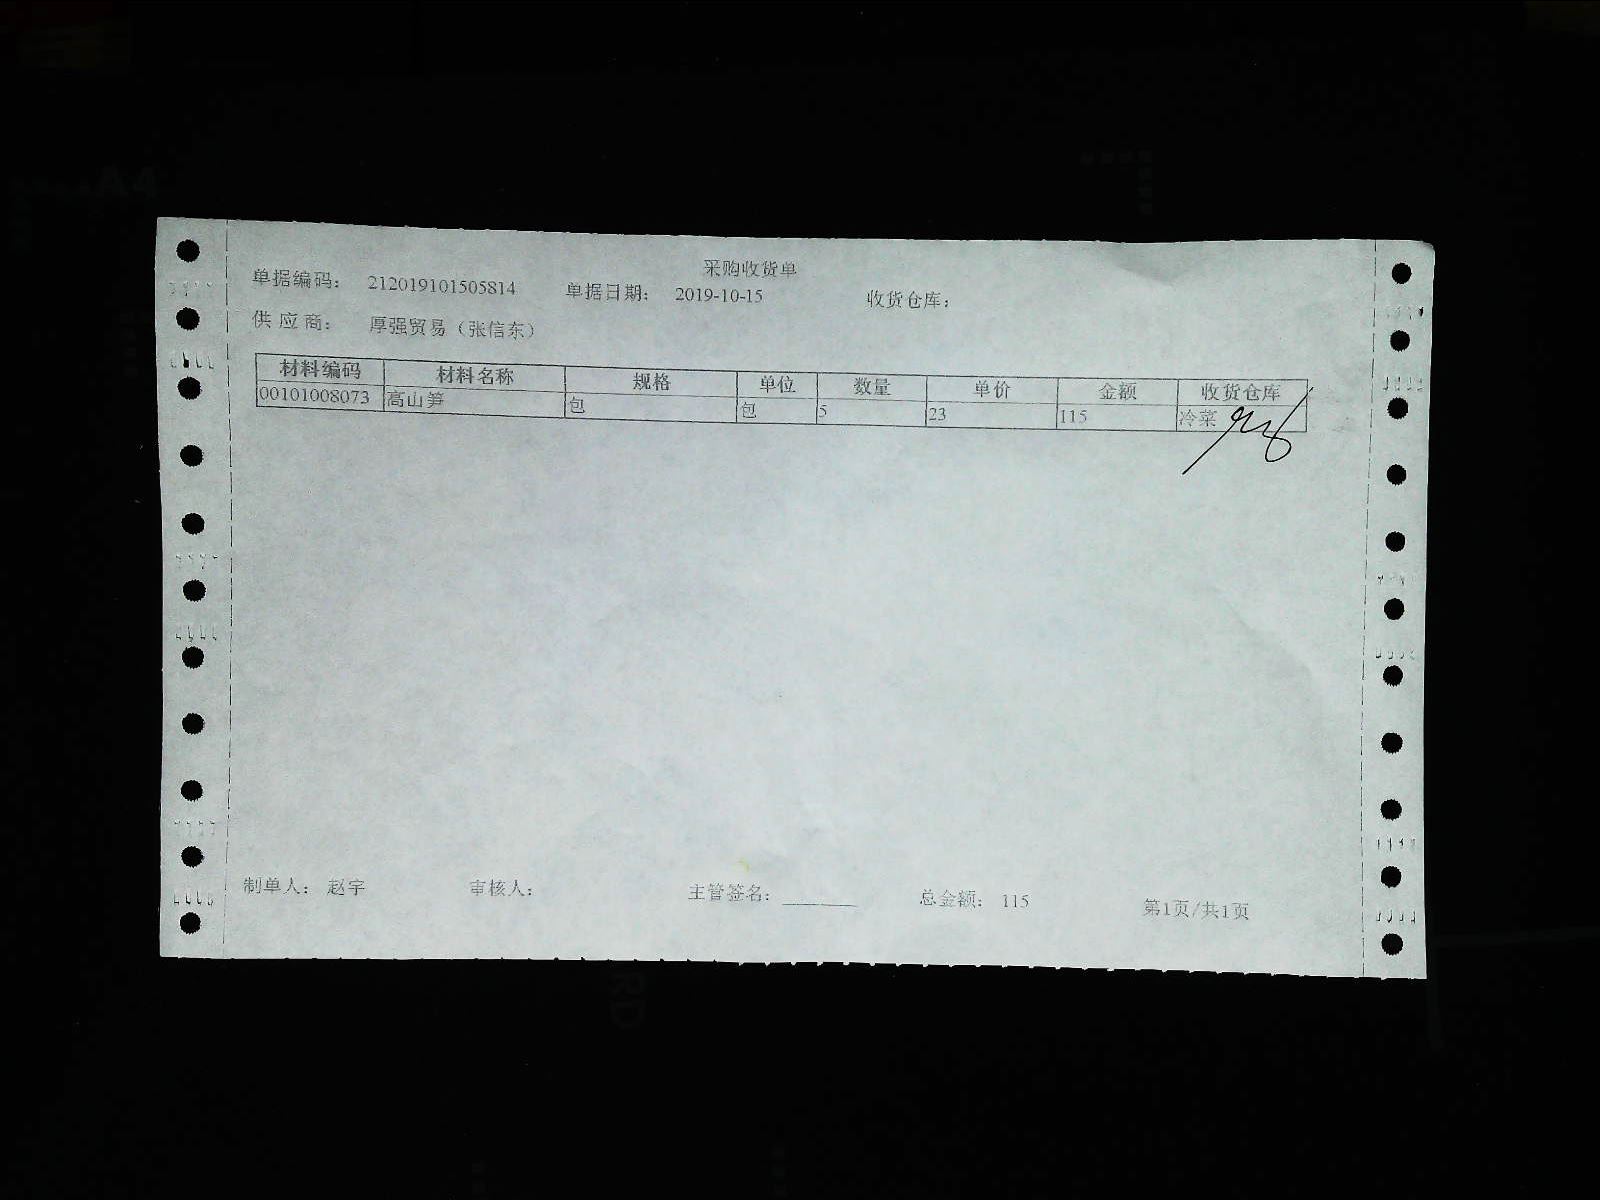 采购收货单
单据编码: 212019101505814 单据日期: 2019-10-15 收货仓库:
供应商: 厚强贸易（张信东）
材料编码 材料名称 规格 单位 数量 单价 金额 收货仓库
00101008073 高山笋 包 包 5 23 115 冷菜
制单人: 赵宇 审核人: 主管签名: ______ 总金额: 115 第1页/共1页